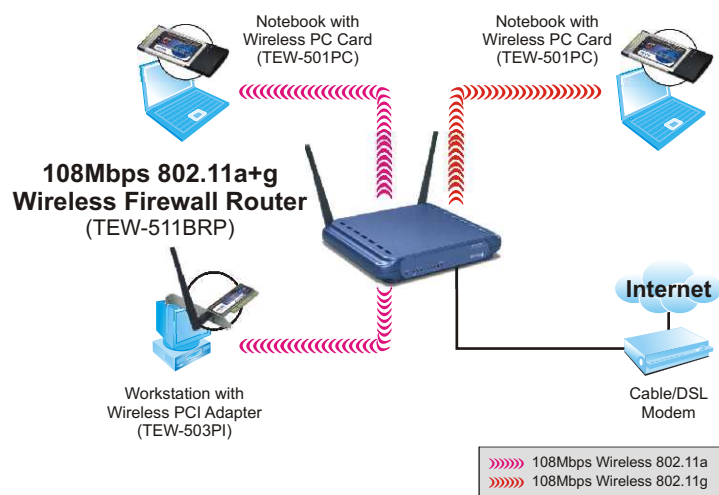 Notebook with
Wireless PC Card
(TEW-501PC)
Notebook with
Wireless PC Card
(TEW-501PC)
108Mbps 802.11a+g
Wireless Firewall Router
(TEW-511BRP)
Internet
Workstation with
Wireless PCI Adapter
(TEW-503PI)
Cable/DSL
Modem
108Mbps Wireless 802.11a
108Mbps Wireless 802.11g